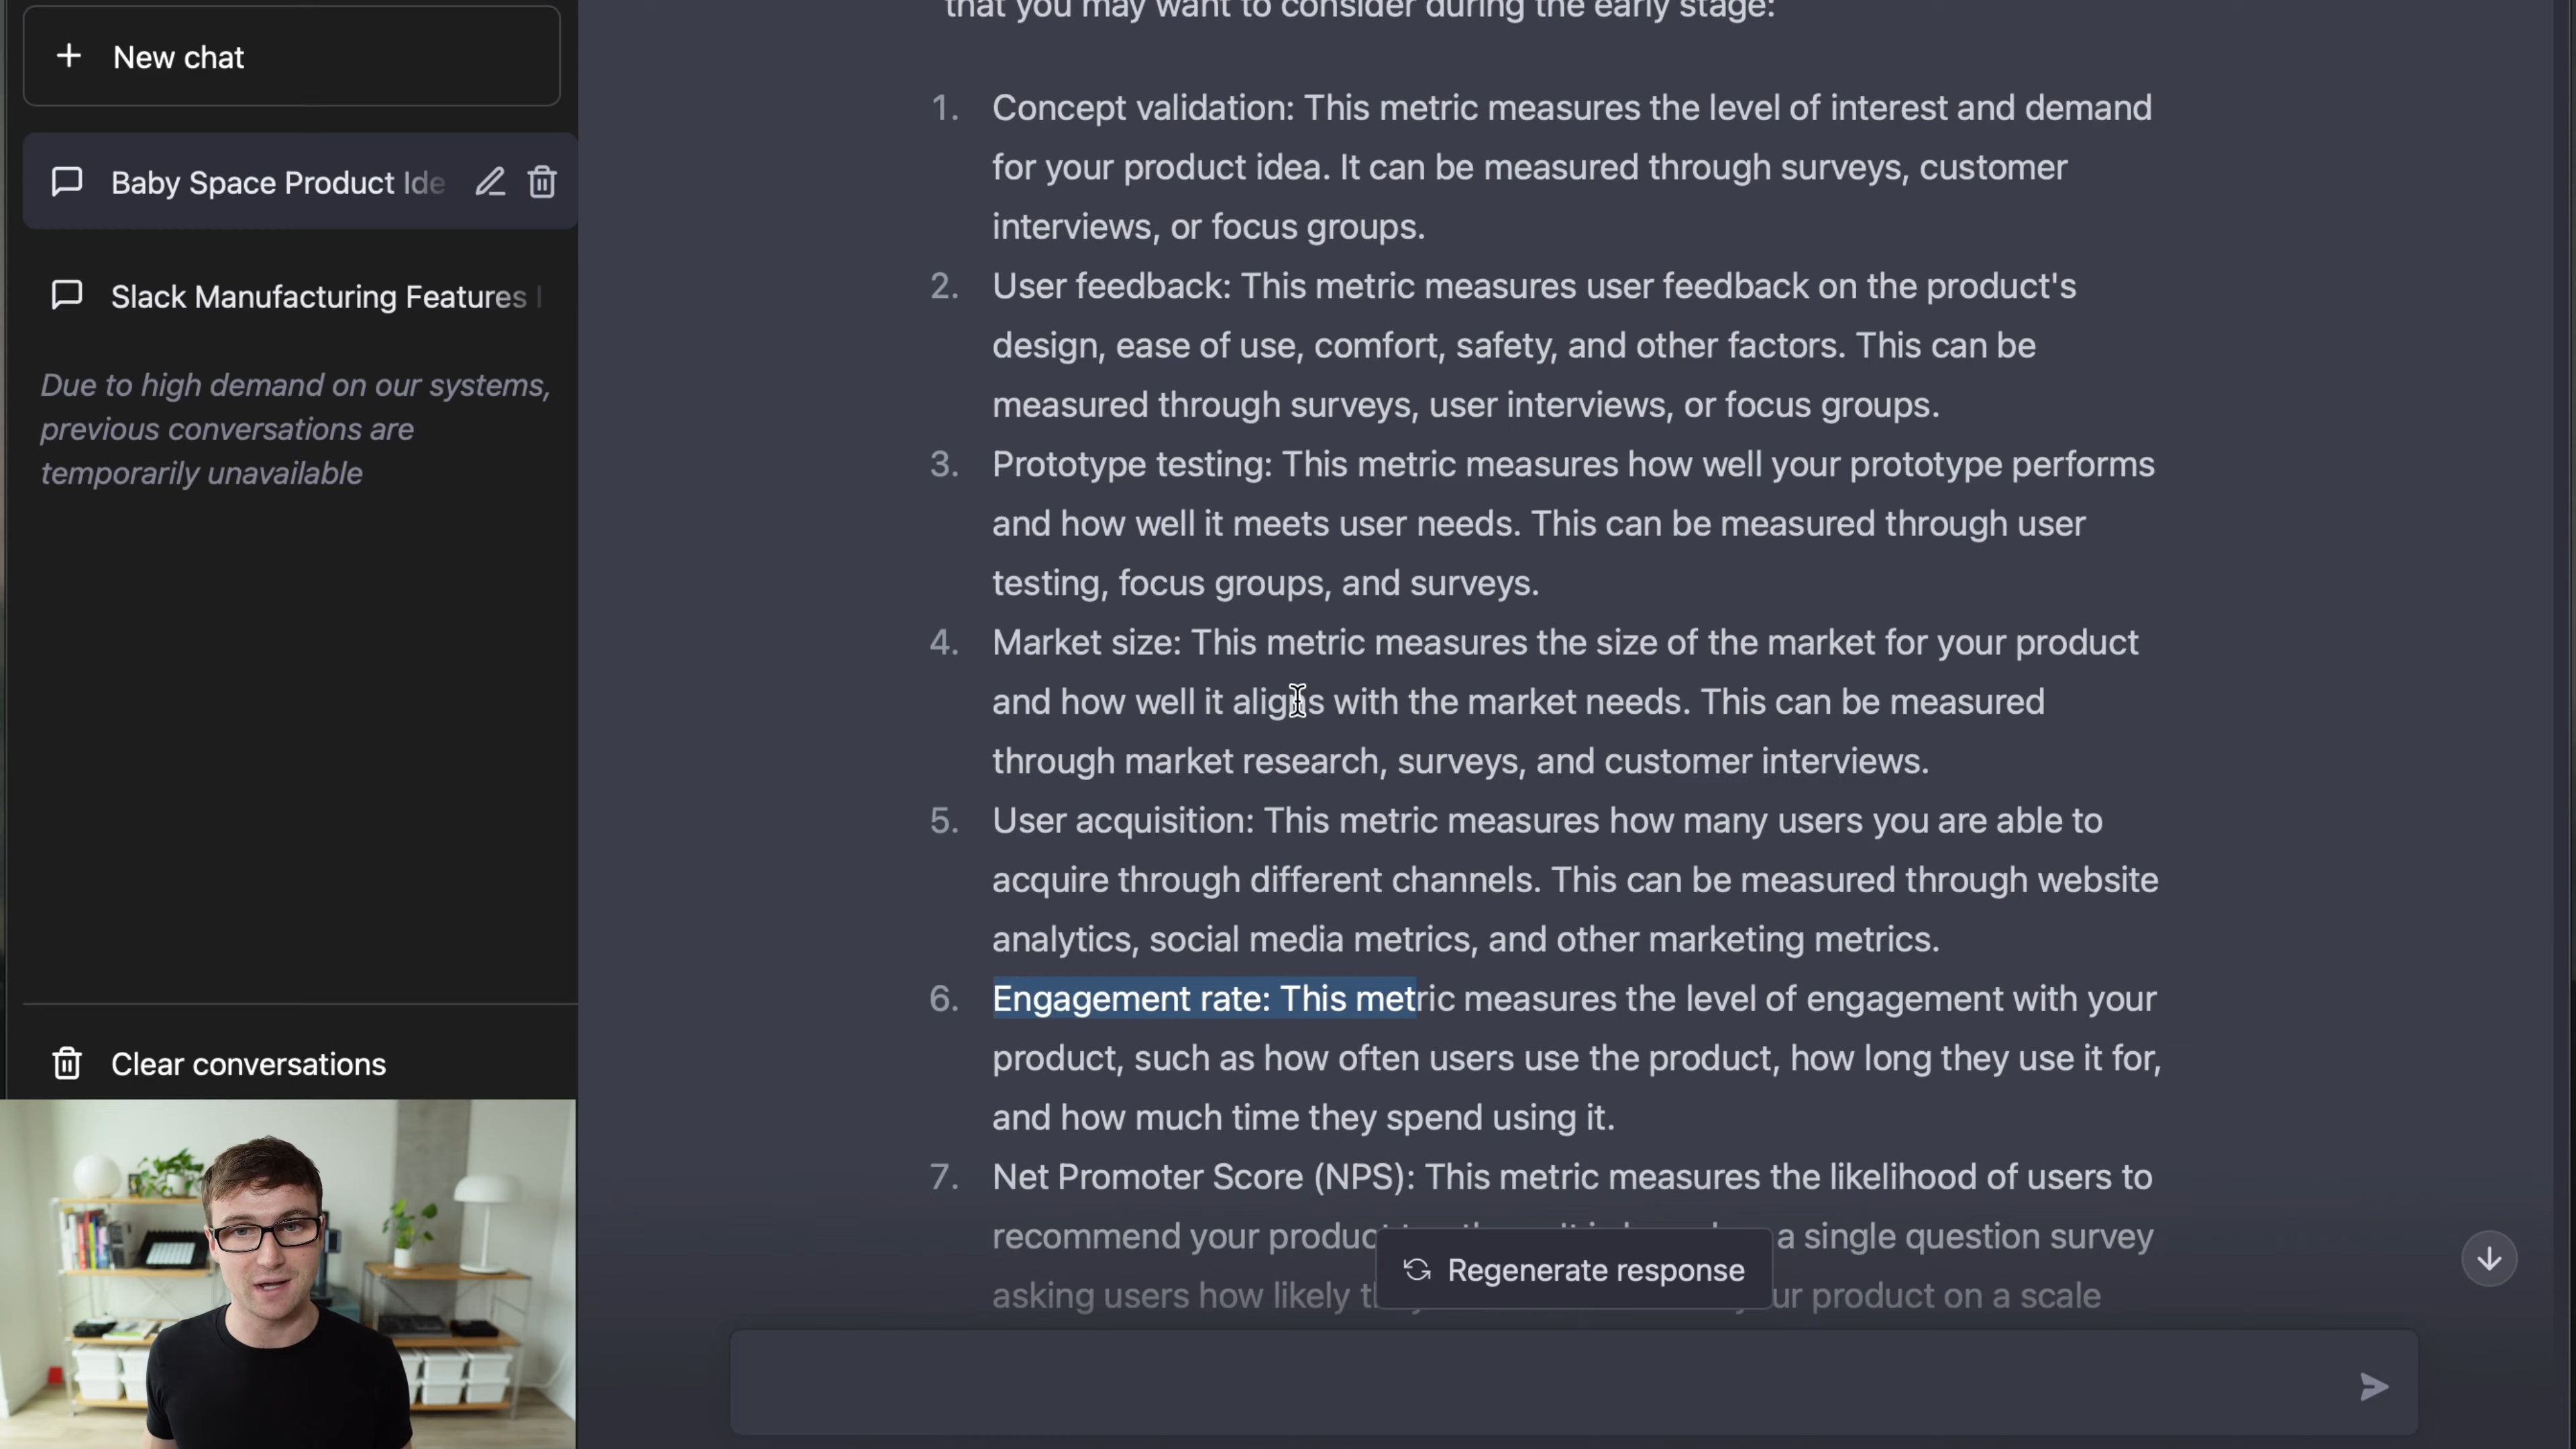 New chat
Baby Space Product Ide
Slack Manufacturing Features
Due to high demand on our systems,
previous conversations are
temporarily unavailable
Clear conversations
that you may want to consider during the early stage:
1. Concept validation: This metric measures the level of interest and demand
for your product idea. It can be measured through surveys, customer
interviews, or focus groups.
2. User feedback: This metric measures user feedback on the product's
design, ease of use, comfort, safety, and other factors. This can be
measured through surveys, user interviews, or focus groups.
3. Prototype testing: This metric measures how well your prototype performs
and how well it meets user needs. This can be measured through user
testing, focus groups, and surveys.
4. Market size: This metric measures the size of the market for your product
and how well it aligns with the market needs. This can be measured
through market research, surveys, and customer interviews.
5. User acquisition: This metric measures how many users you are able to
acquire through different channels. This can be measured through website
analytics, social media metrics, and other marketing metrics.
6. Engagement rate: This metric measures the level of engagement with your
product, such as how often users use the product, how long they use it for,
and how much time they spend using it.
7. Net Promoter Score (NPS): This metric measures the likelihood of users to
recommend your a single question survey
asking users how likely product on a scale
Regenerate response